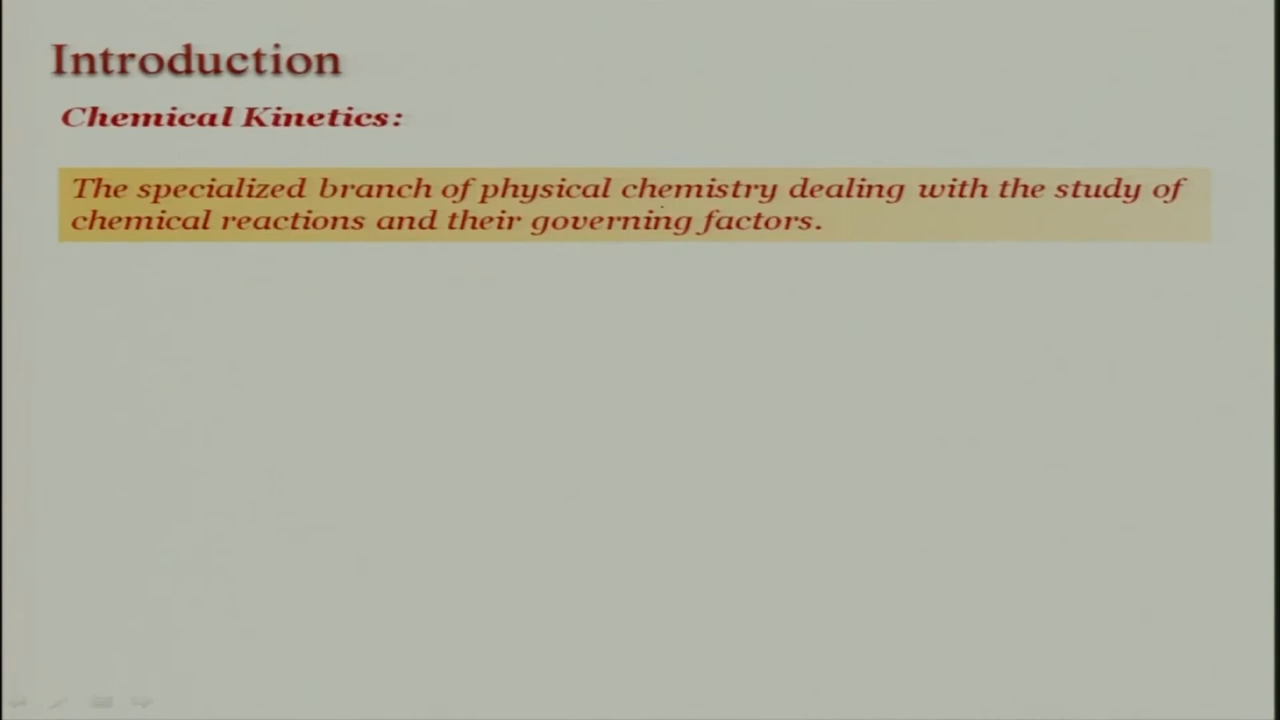 Introduction
Chemical Kinetics:
The specialized branch of physical chemistry dealing with the study of
chemical reactions and their governing factors.